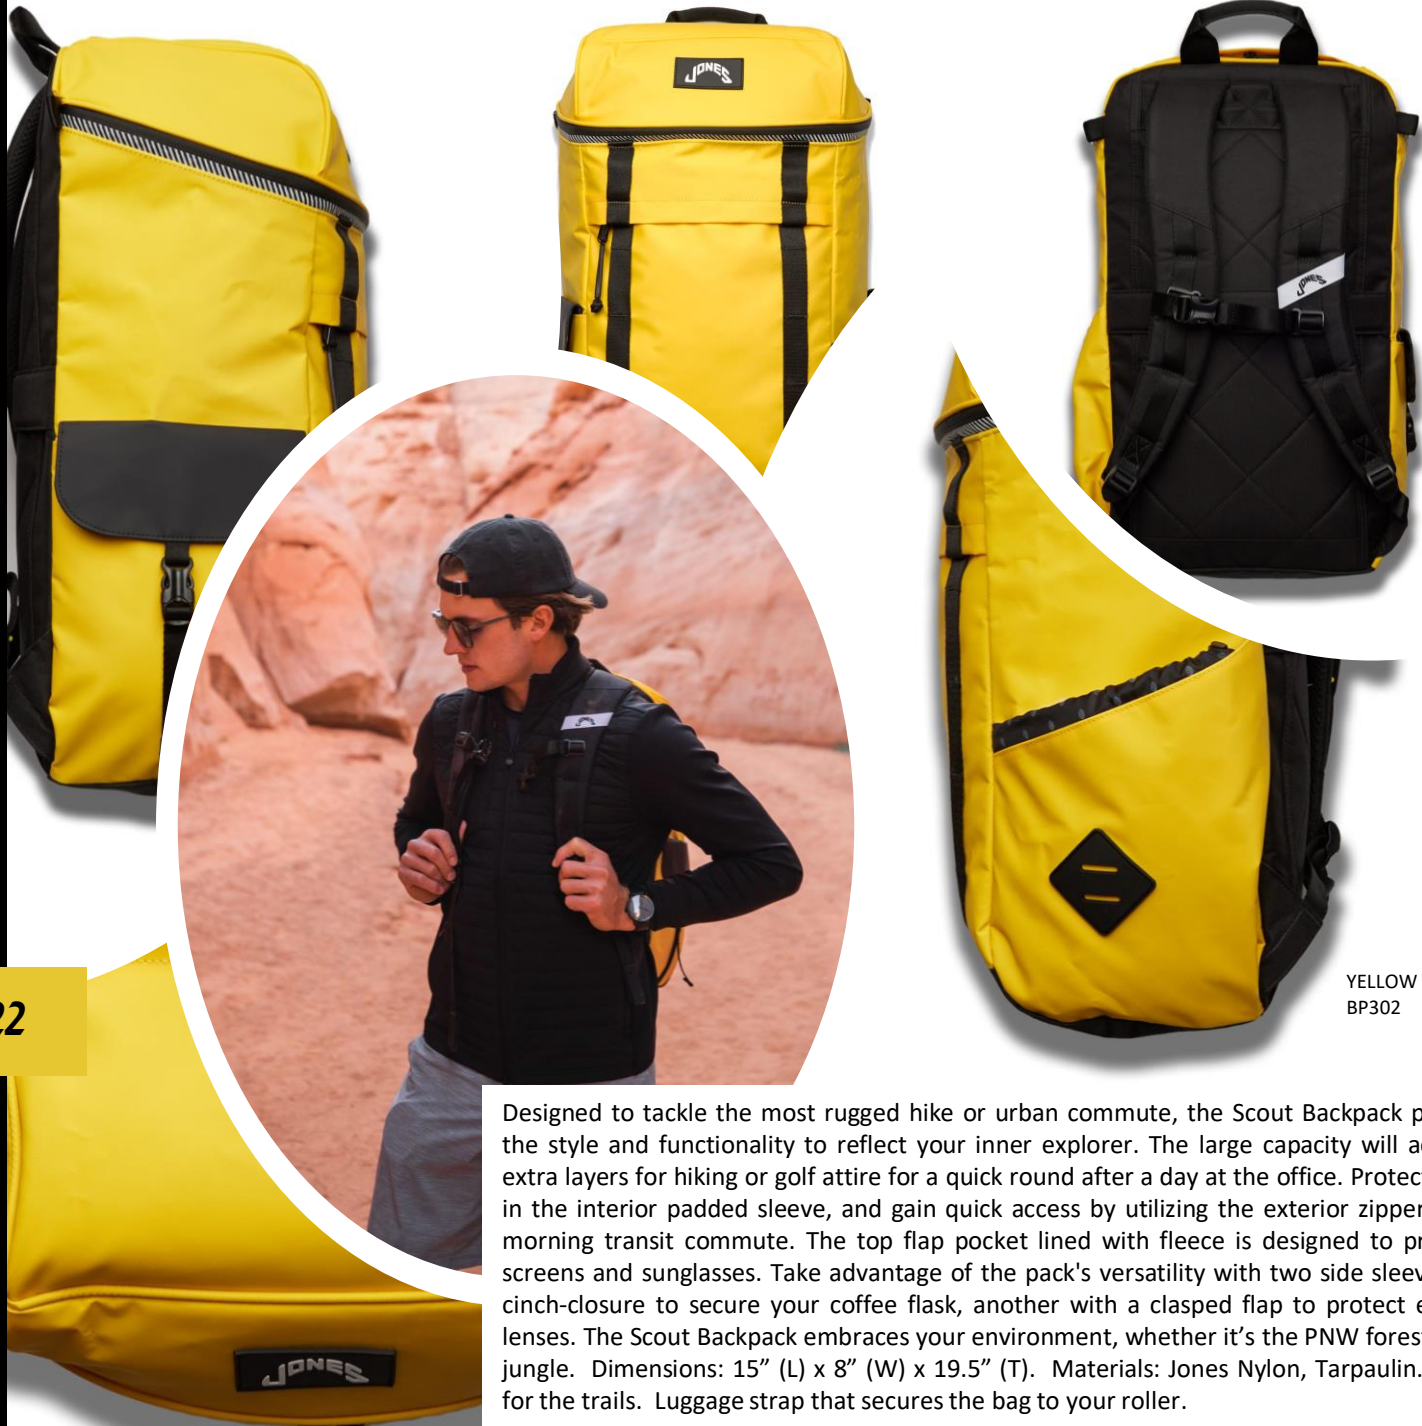 JONES
JONES
YELLOW
BP302
22
Designed to tackle the most rugged hike or urban commute, the Scout Backpack
the style and functionality to reflect your inner explorer. The large capacity will
extra layers for hiking or golf attire for a quick round after a day at the office. Protect
in the interior padded sleeve, and gain quick access by utilizing the exterior zipper
morning transit commute. The top flap pocket lined with fleece is designed to
screens and sunglasses. Take advantage of the pack's versatility with two side
cinch-closure to secure your coffee flask, another with a clasped flap to protect
lenses. The Scout Backpack embraces your environment, whether it’s the PNW
jungle. Dimensions: 15” (L) x 8” (W) x 19.5” (T). Materials: Jones Nylon, Tarpaulin.
for the trails. Luggage strap that secures the bag to your roller.
JONES